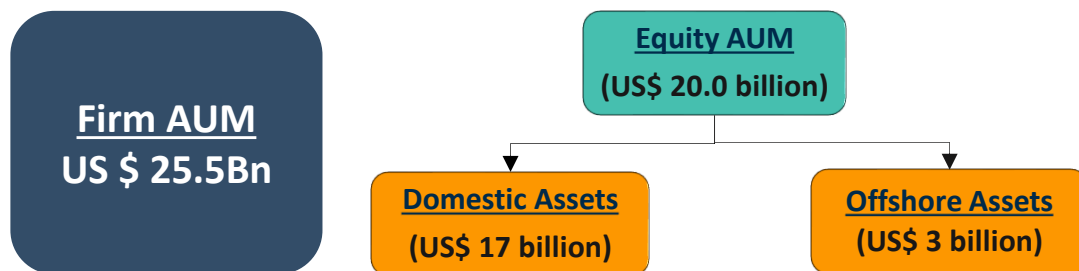 Firm AUM
US $ 25.5Bn
Equity AUM
(US$ 20.0 billion)
Domestic Assets
(US$ 17 billion)
Offshore Assets
(US$ 3 billion)